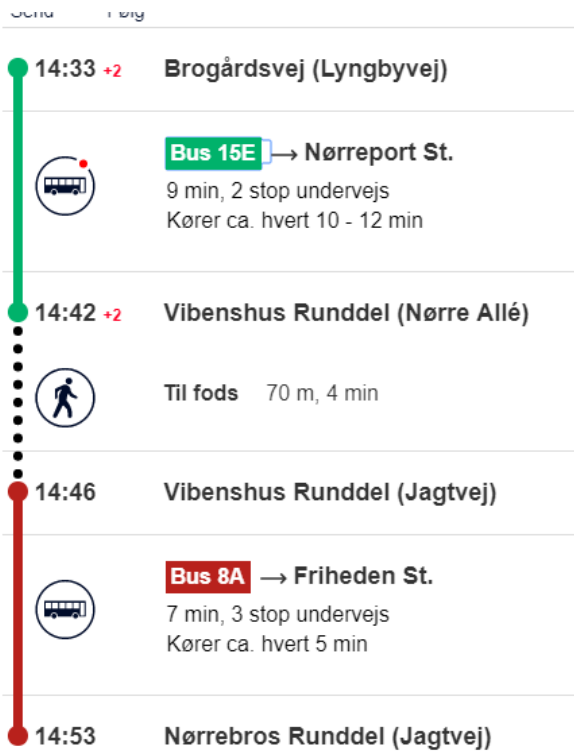 14:33 +2 Brogårdsvej (Lyngbyvej)
Bus 15E → Nørreport St.
9 min, 2 stop undervejs
Kører ca. hvert 10 - 12 min
14:42 +2 Vibenshus Runddel (Nørre Allé)
Til fods 70 m, 4 min
14:46 Vibenshus Runddel (Jagtvej)
Bus 8A → Friheden St.
7 min, 3 stop undervejs
Kører ca. hvert 5 min
14:53 Nørrebros Runddel (Jagtvej)